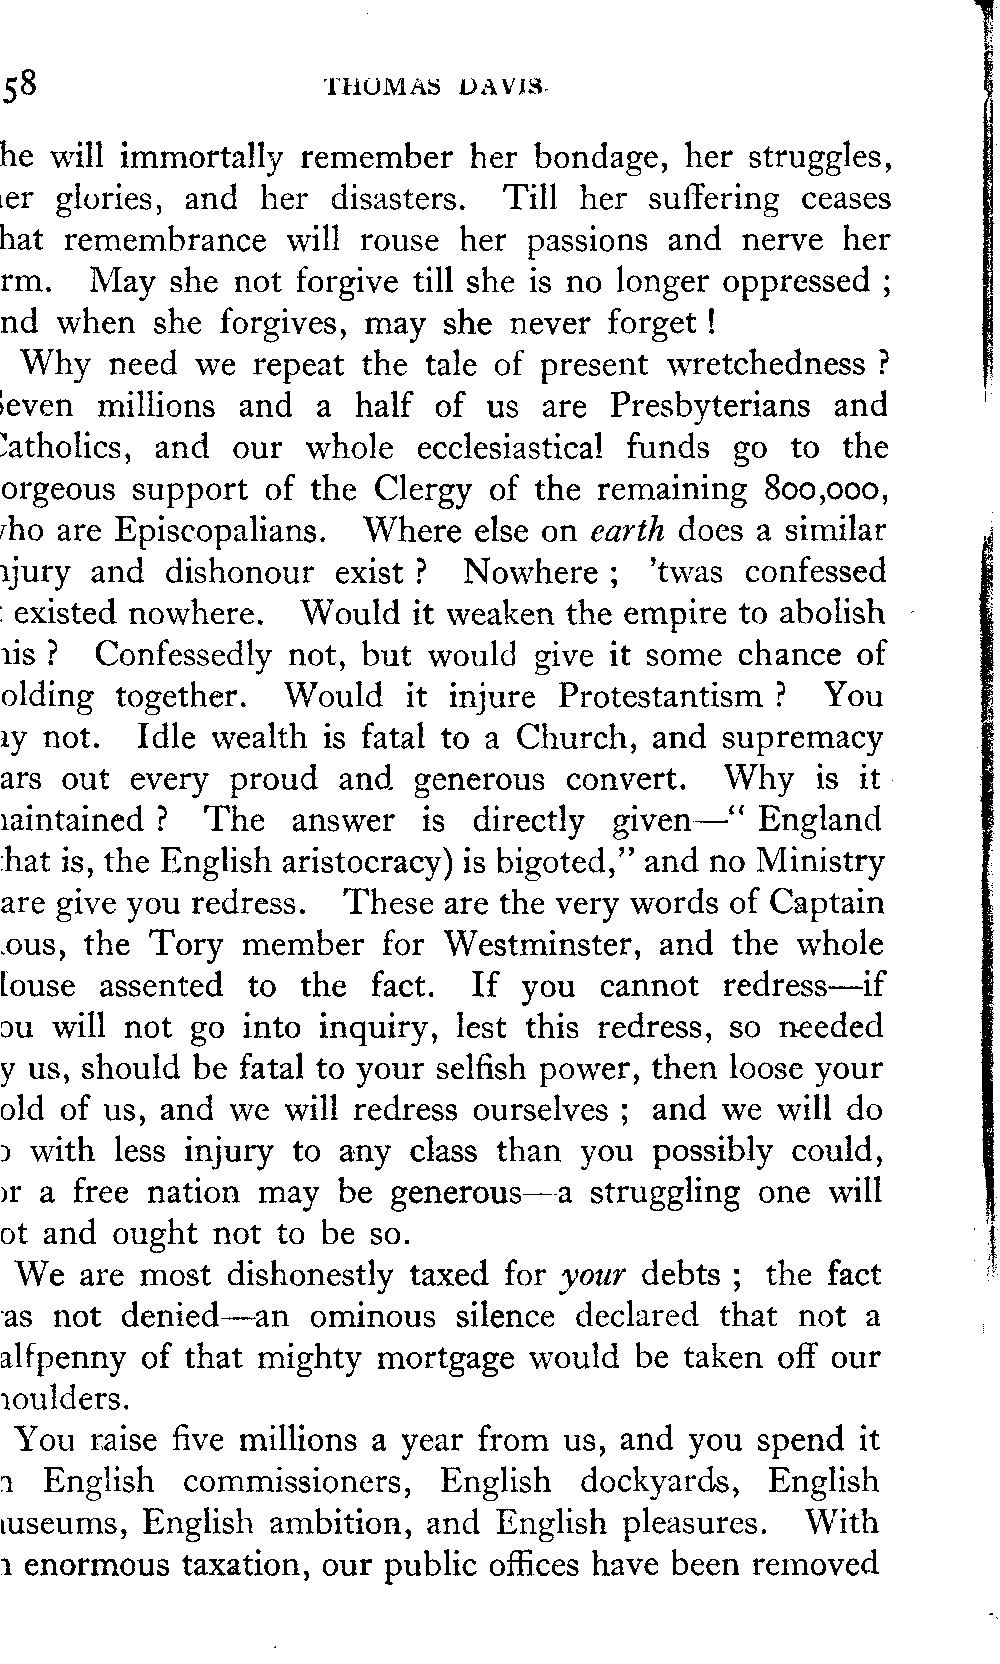 58 THOMAS DAVIS.
he will immortally remember her bondage, her struggles,
er glories, and her disasters. Till her suffering ceases
hat remembrance will rouse her passions and nerve her
rm. May she not forgive till she is no longer oppressed ;
nd when she forgives, may she never forget !
Why need we repeat the tale of present wretchedness ?
Seven millions and a half of us are Presbyterians and
Catholics, and our whole ecclesiastical funds go to the
orgeous support of the Clergy of the remaining 800,000,
who are Episcopalians. Where else on earth does a similar
njury and dishonour exist ? Nowhere ; 'twas confessed
t existed nowhere. Would it weaken the empire to abolish
his ? Confessedly not, but would give it some chance of
olding together. Would it injure Protestantism ? You
ay not. Idle wealth is fatal to a Church, and supremacy
ars out every proud and generous convert. Why is it
naintained ? The answer is directly given—“ England
that is, the English aristocracy) is bigoted,” and no Ministry
are give you redress. These are the very words of Captain
ous, the Tory member for Westminster, and the whole
House assented to the fact. If you cannot redress—if
ou will not go into inquiry, lest this redress, so needed
y us, should be fatal to your selfish power, then loose your
old of us, and we will redress ourselves ; and we will do
o with less injury to any class than you possibly could,
or a free nation may be generous—a struggling one will
ot and ought not to be so.
We are most dishonestly taxed for your debts ; the fact
as not denied—an ominous silence declared that not a
alfpenny of that mighty mortgage would be taken off our
houlders.
You raise five millions a year from us, and you spend it
n English commissioners, English dockyards, English
museums, English ambition, and English pleasures. With
n enormous taxation, our public offices have been removed